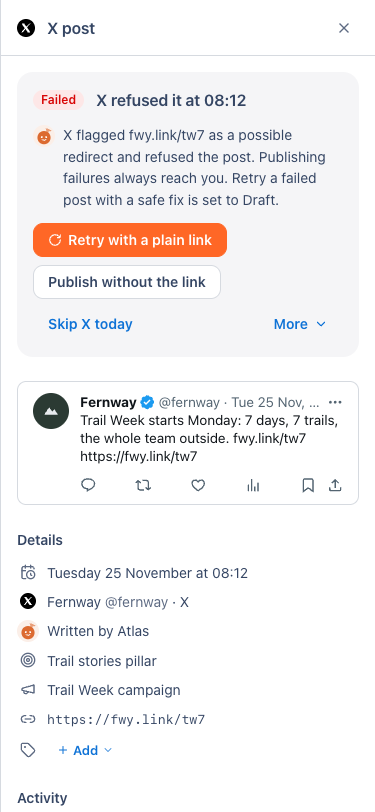 X post
Failed
X refused it at 08:12
X flagged fwy.link/tw7 as a possible
redirect and refused the post. Publishing
failures always reach you. Retry a failed
post with a safe fix is set to Draft.
Retry with a plain link
Publish without the link
Skip X today
More
Fernway @fernway · Tue 25 Nov, ...
Trail Week starts Monday: 7 days, 7 trails,
the whole team outside. fwy.link/tw7
https://fwy.link/tw7
Details
Tuesday 25 November at 08:12
Fernway @fernway · X
Written by Atlas
Trail stories pillar
Trail Week campaign
https://fwy.link/tw7
+ Add
Activity